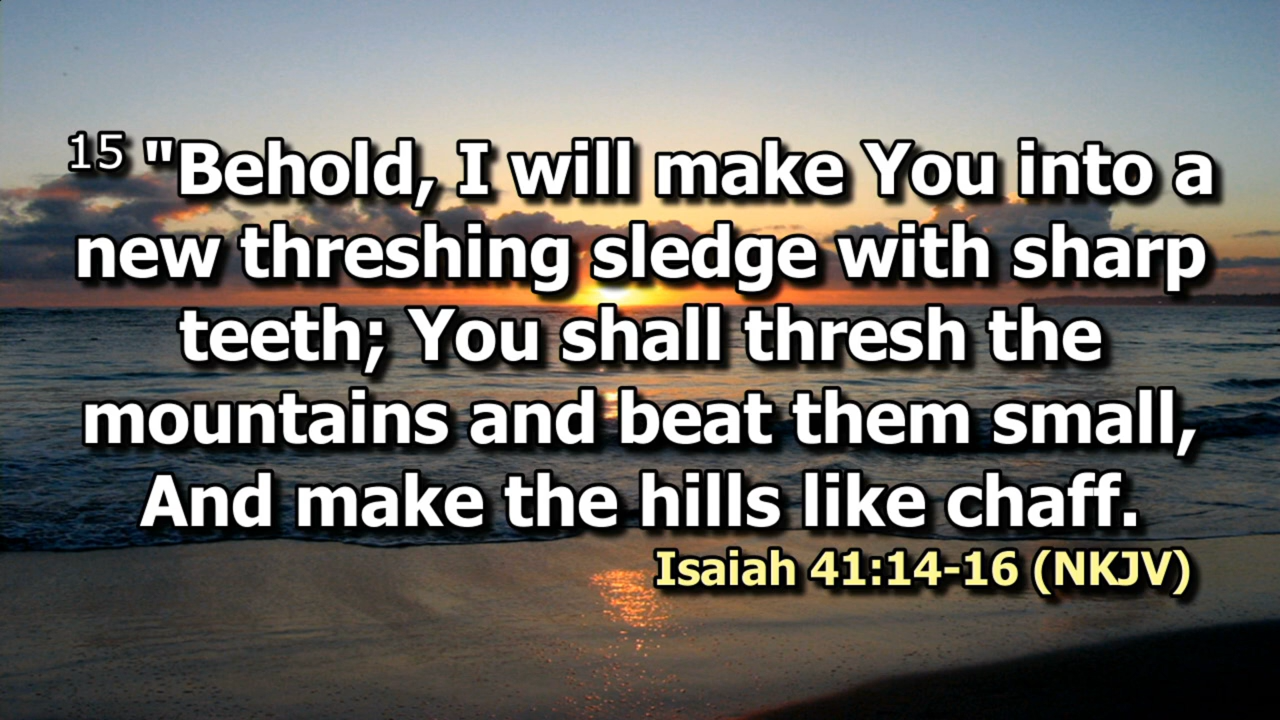 15 "Behold, I will make You into a
new threshing sledge with sharp
teeth; You shall thresh the
mountains and beat them small,
And make the hills like chaff.
Isaiah 41:14-16 (NKJV)